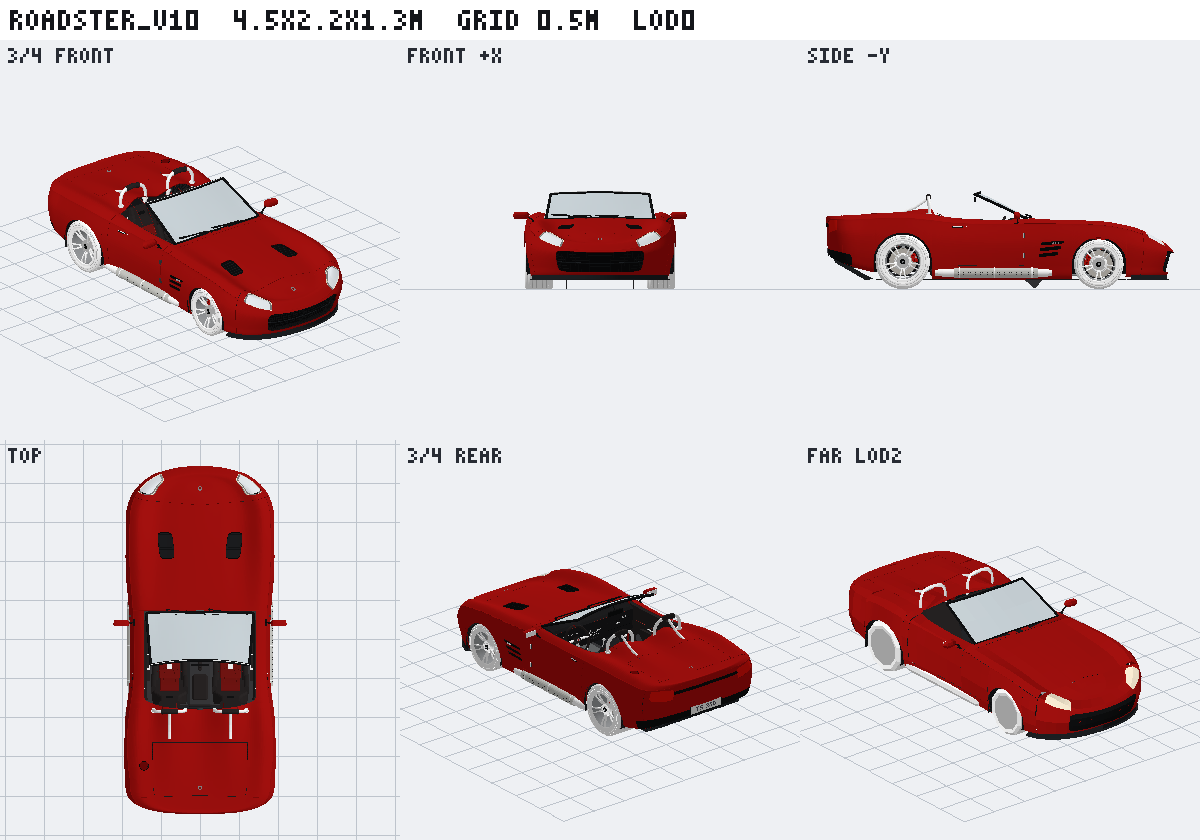 ROADSTER_V10  4.5X2.2X1.3M  GRID 0.5M  LOD0
3/4 FRONT
FRONT +X
SIDE -Y
TOP
3/4 REAR
FAR LOD2